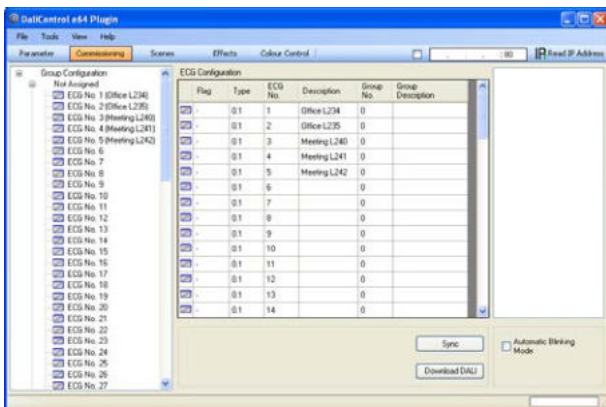 DaliControl e64 Plugin
File Tools View Help
Parameter Commissioning Scenes Effects Colour Control : 80 Read IP Address
Group Configuration
Not Assigned
ECG No. 1 (Office L234)
ECG No. 2 (Office L235)
ECG No. 3 (Meeting L240)
ECG No. 4 (Meeting L241)
ECG No. 5 (Meeting L242)
ECG No. 6
ECG No. 7
ECG No. 8
ECG No. 9
ECG No. 10
ECG No. 11
ECG No. 12
ECG No. 13
ECG No. 14
ECG No. 15
ECG No. 16
ECG No. 17
ECG No. 18
ECG No. 19
ECG No. 20
ECG No. 21
ECG No. 22
ECG No. 23
ECG No. 24
ECG No. 25
ECG No. 26
ECG No. 27
ECG Configuration
Flag Type ECG No. Description Group No. Group Description
- 0.1 1 Office L234 0
- 0.1 2 Office L235 0
- 0.1 3 Meeting L240 0
- 0.1 4 Meeting L241 0
- 0.1 5 Meeting L242 0
- 0.1 6 0
- 0.1 7 0
- 0.1 8 0
- 0.1 9 0
- 0.1 10 0
- 0.1 11 0
- 0.1 12 0
- 0.1 13 0
- 0.1 14 0
Sync
Download DALI
Automatic Blinking
Mode